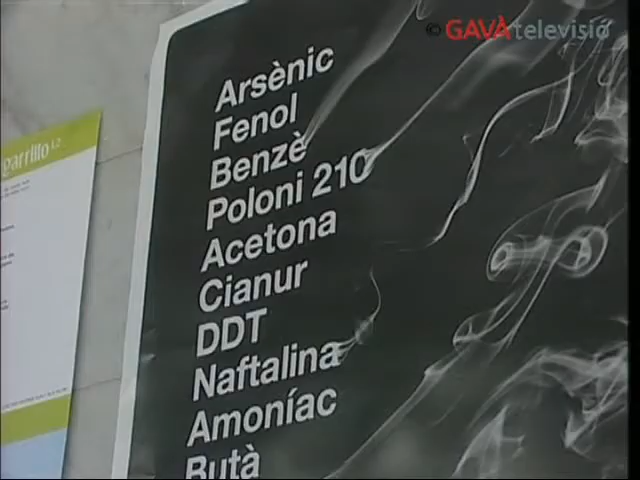 © GAVÀtelevisió
garrillo
Arsènic
Fenol
Benzè
Poloni 210
Acetona
Cianur
DDT
Naftalina
Amoníac
Butà